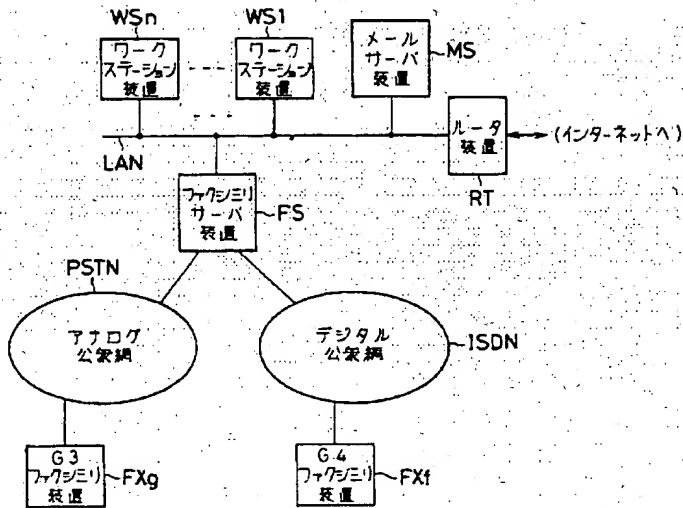 WSn
WS1
ワーク
ステーション
装置
ワーク
ステーション
装置
メール
サーバ
装置
MS
ルータ
装置
(インターネットへ)
LAN
RT
ファクシミリ
サーバ
装置
FS
PSTN
アナログ
公衆網
デジタル
公衆網
ISDN
G3
ファクシミリ
装置
FXg
G4
ファクシミリ
装置
FXf